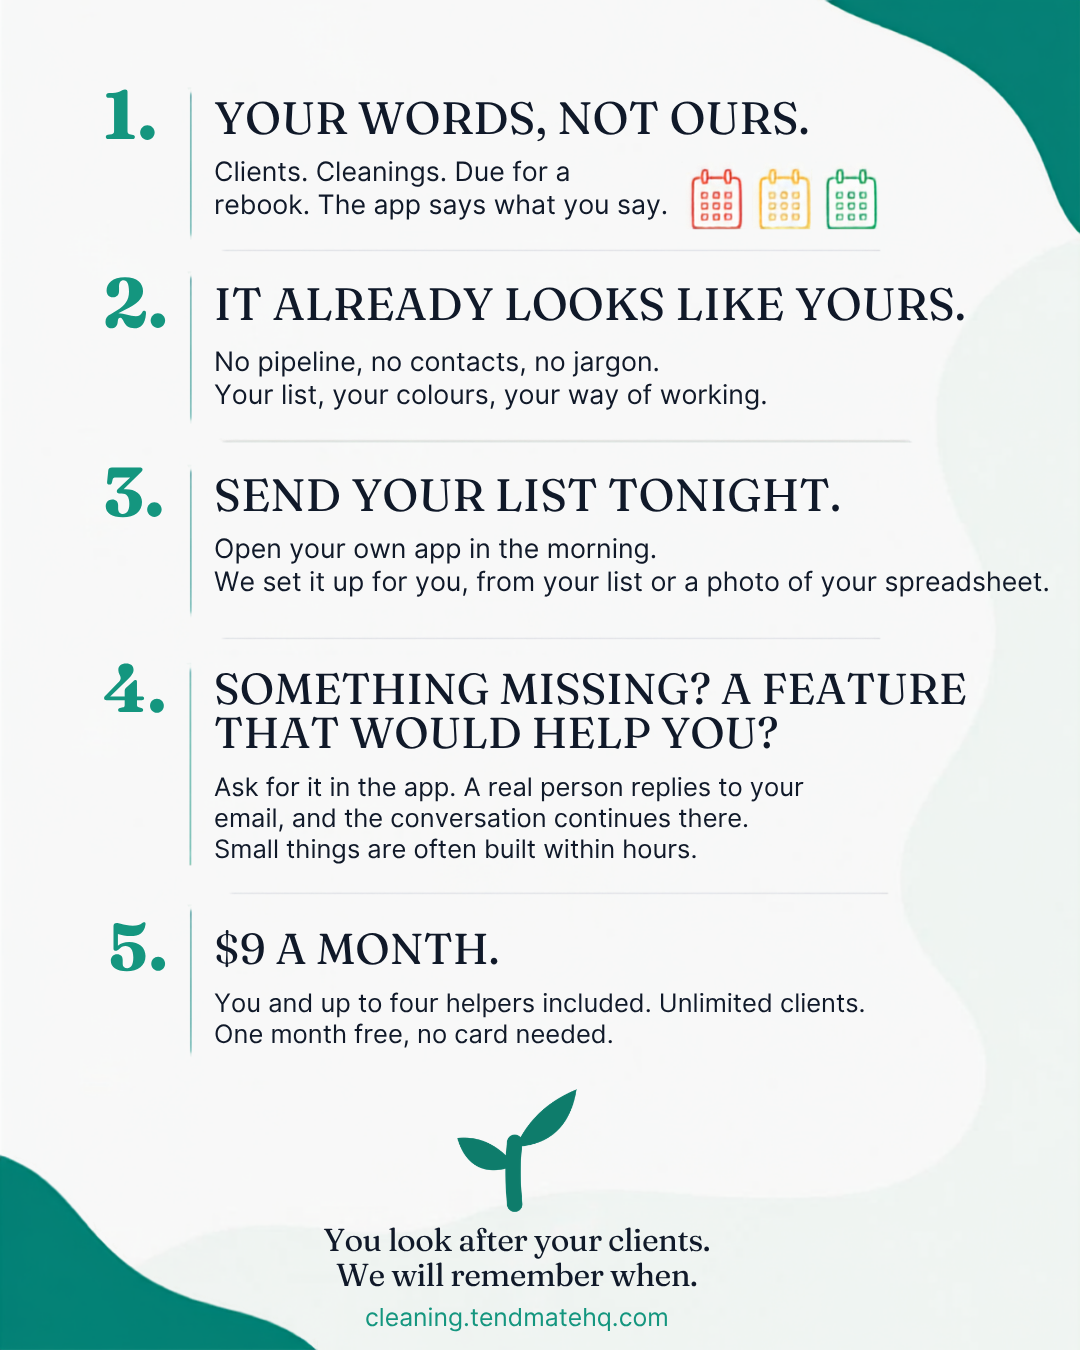 1.
YOUR WORDS, NOT OURS.
Clients. Cleanings. Due for a
rebook. The app says what you say.
2.
IT ALREADY LOOKS LIKE YOURS.
No pipeline, no contacts, no jargon.
Your list, your colours, your way of working.
3.
SEND YOUR LIST TONIGHT.
Open your own app in the morning.
We set it up for you, from your list or a photo of your spreadsheet.
4.
SOMETHING MISSING? A FEATURE
THAT WOULD HELP YOU?
Ask for it in the app. A real person replies to your
email, and the conversation continues there.
Small things are often built within hours.
5.
$9 A MONTH.
You and up to four helpers included. Unlimited clients.
One month free, no card needed.
You look after your clients.
We will remember when.
cleaning.tendmatehq.com